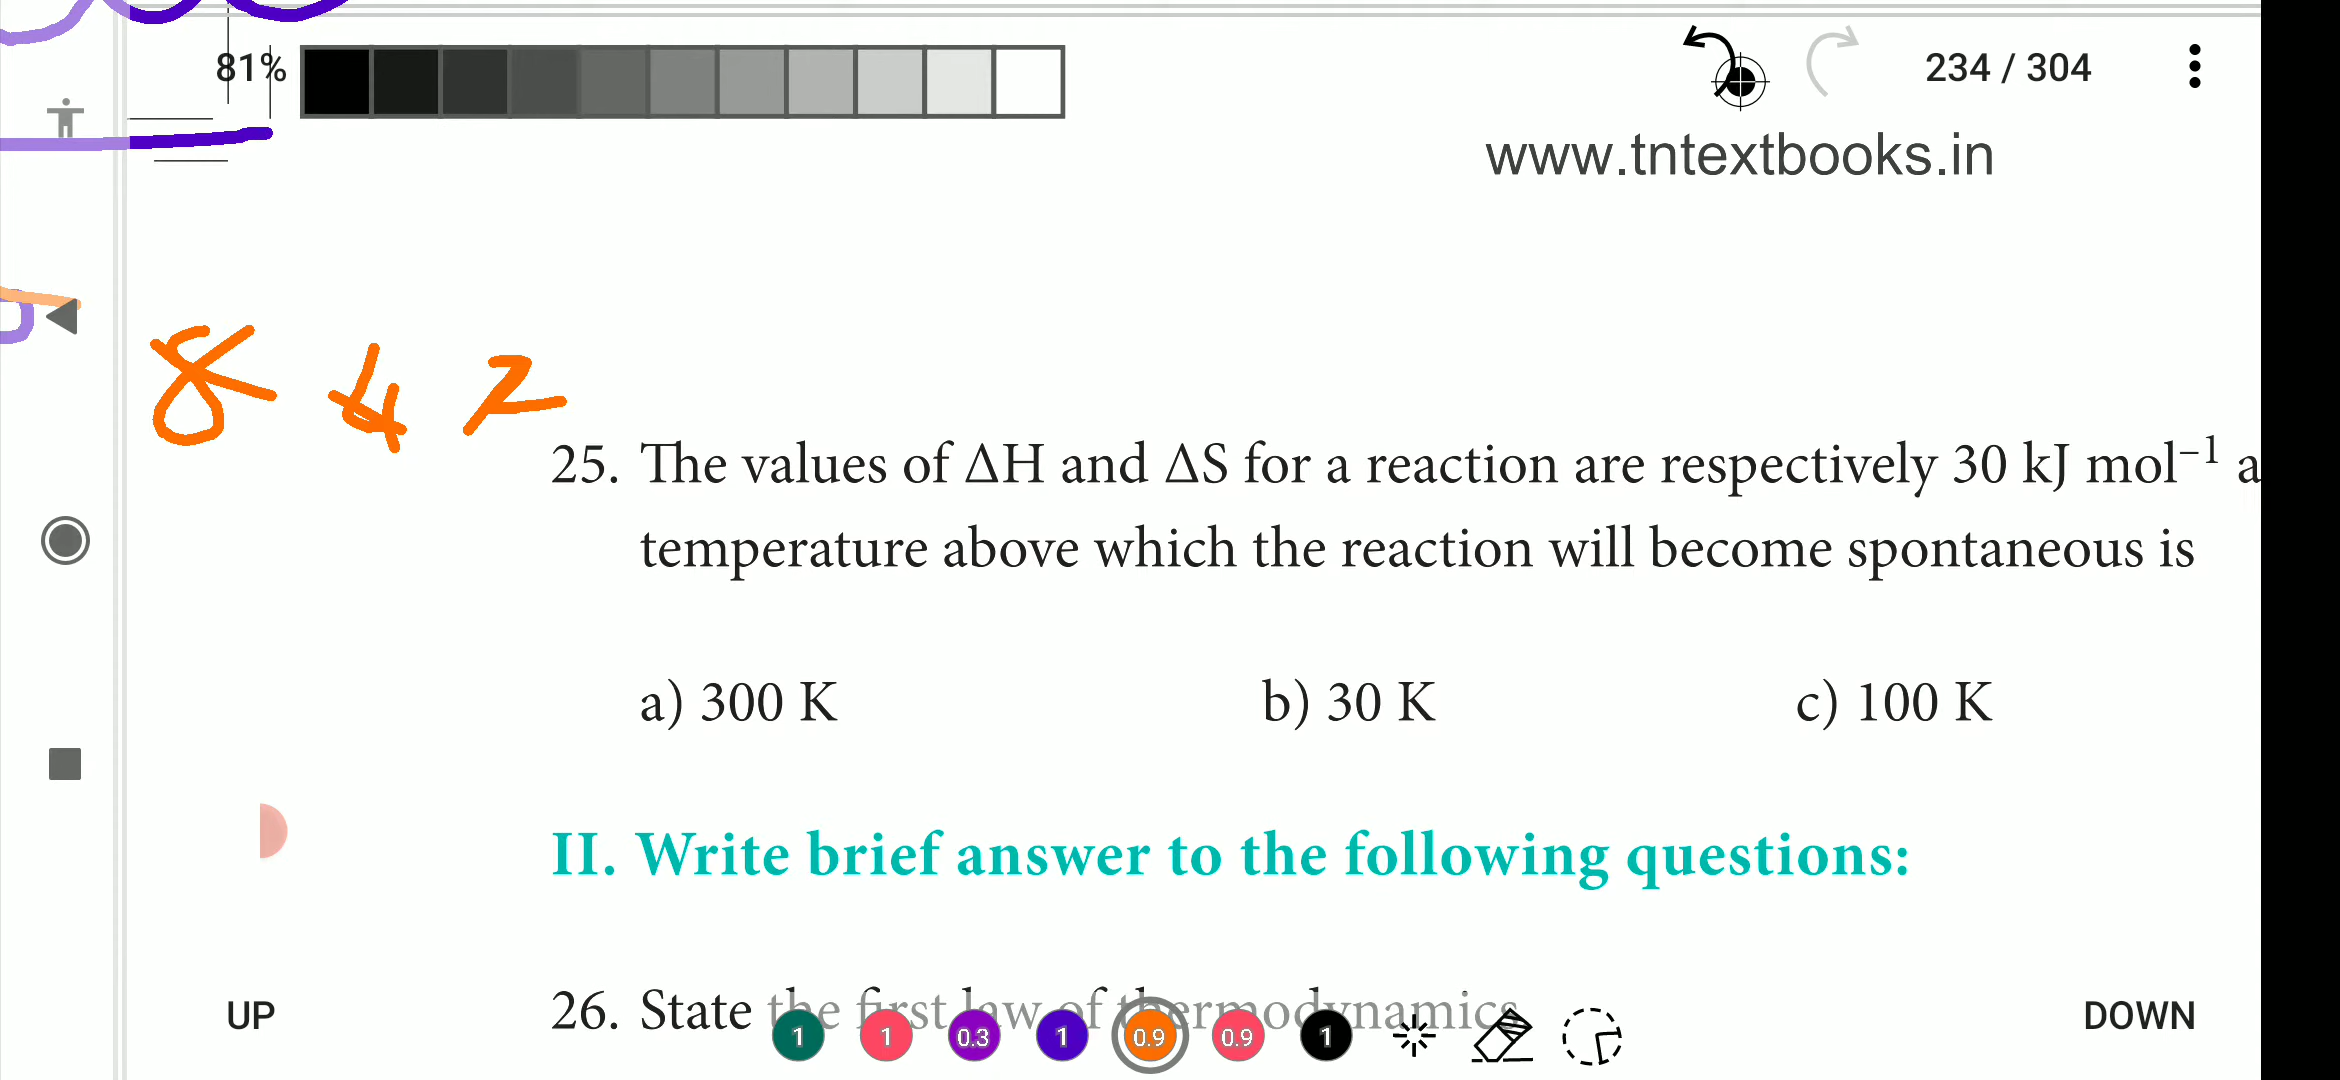 81%
234 / 304
www.tntextbooks.in
8 4 2
25. The values of ΔH and ΔS for a reaction are respectively 30 kJ mol⁻¹ a
temperature above which the reaction will become spontaneous is
a) 300 K b) 30 K c) 100 K
II. Write brief answer to the following questions:
26. State the first law of thermodynamics.
UP 1 1 0.3 1 0.9 0.9 1 DOWN